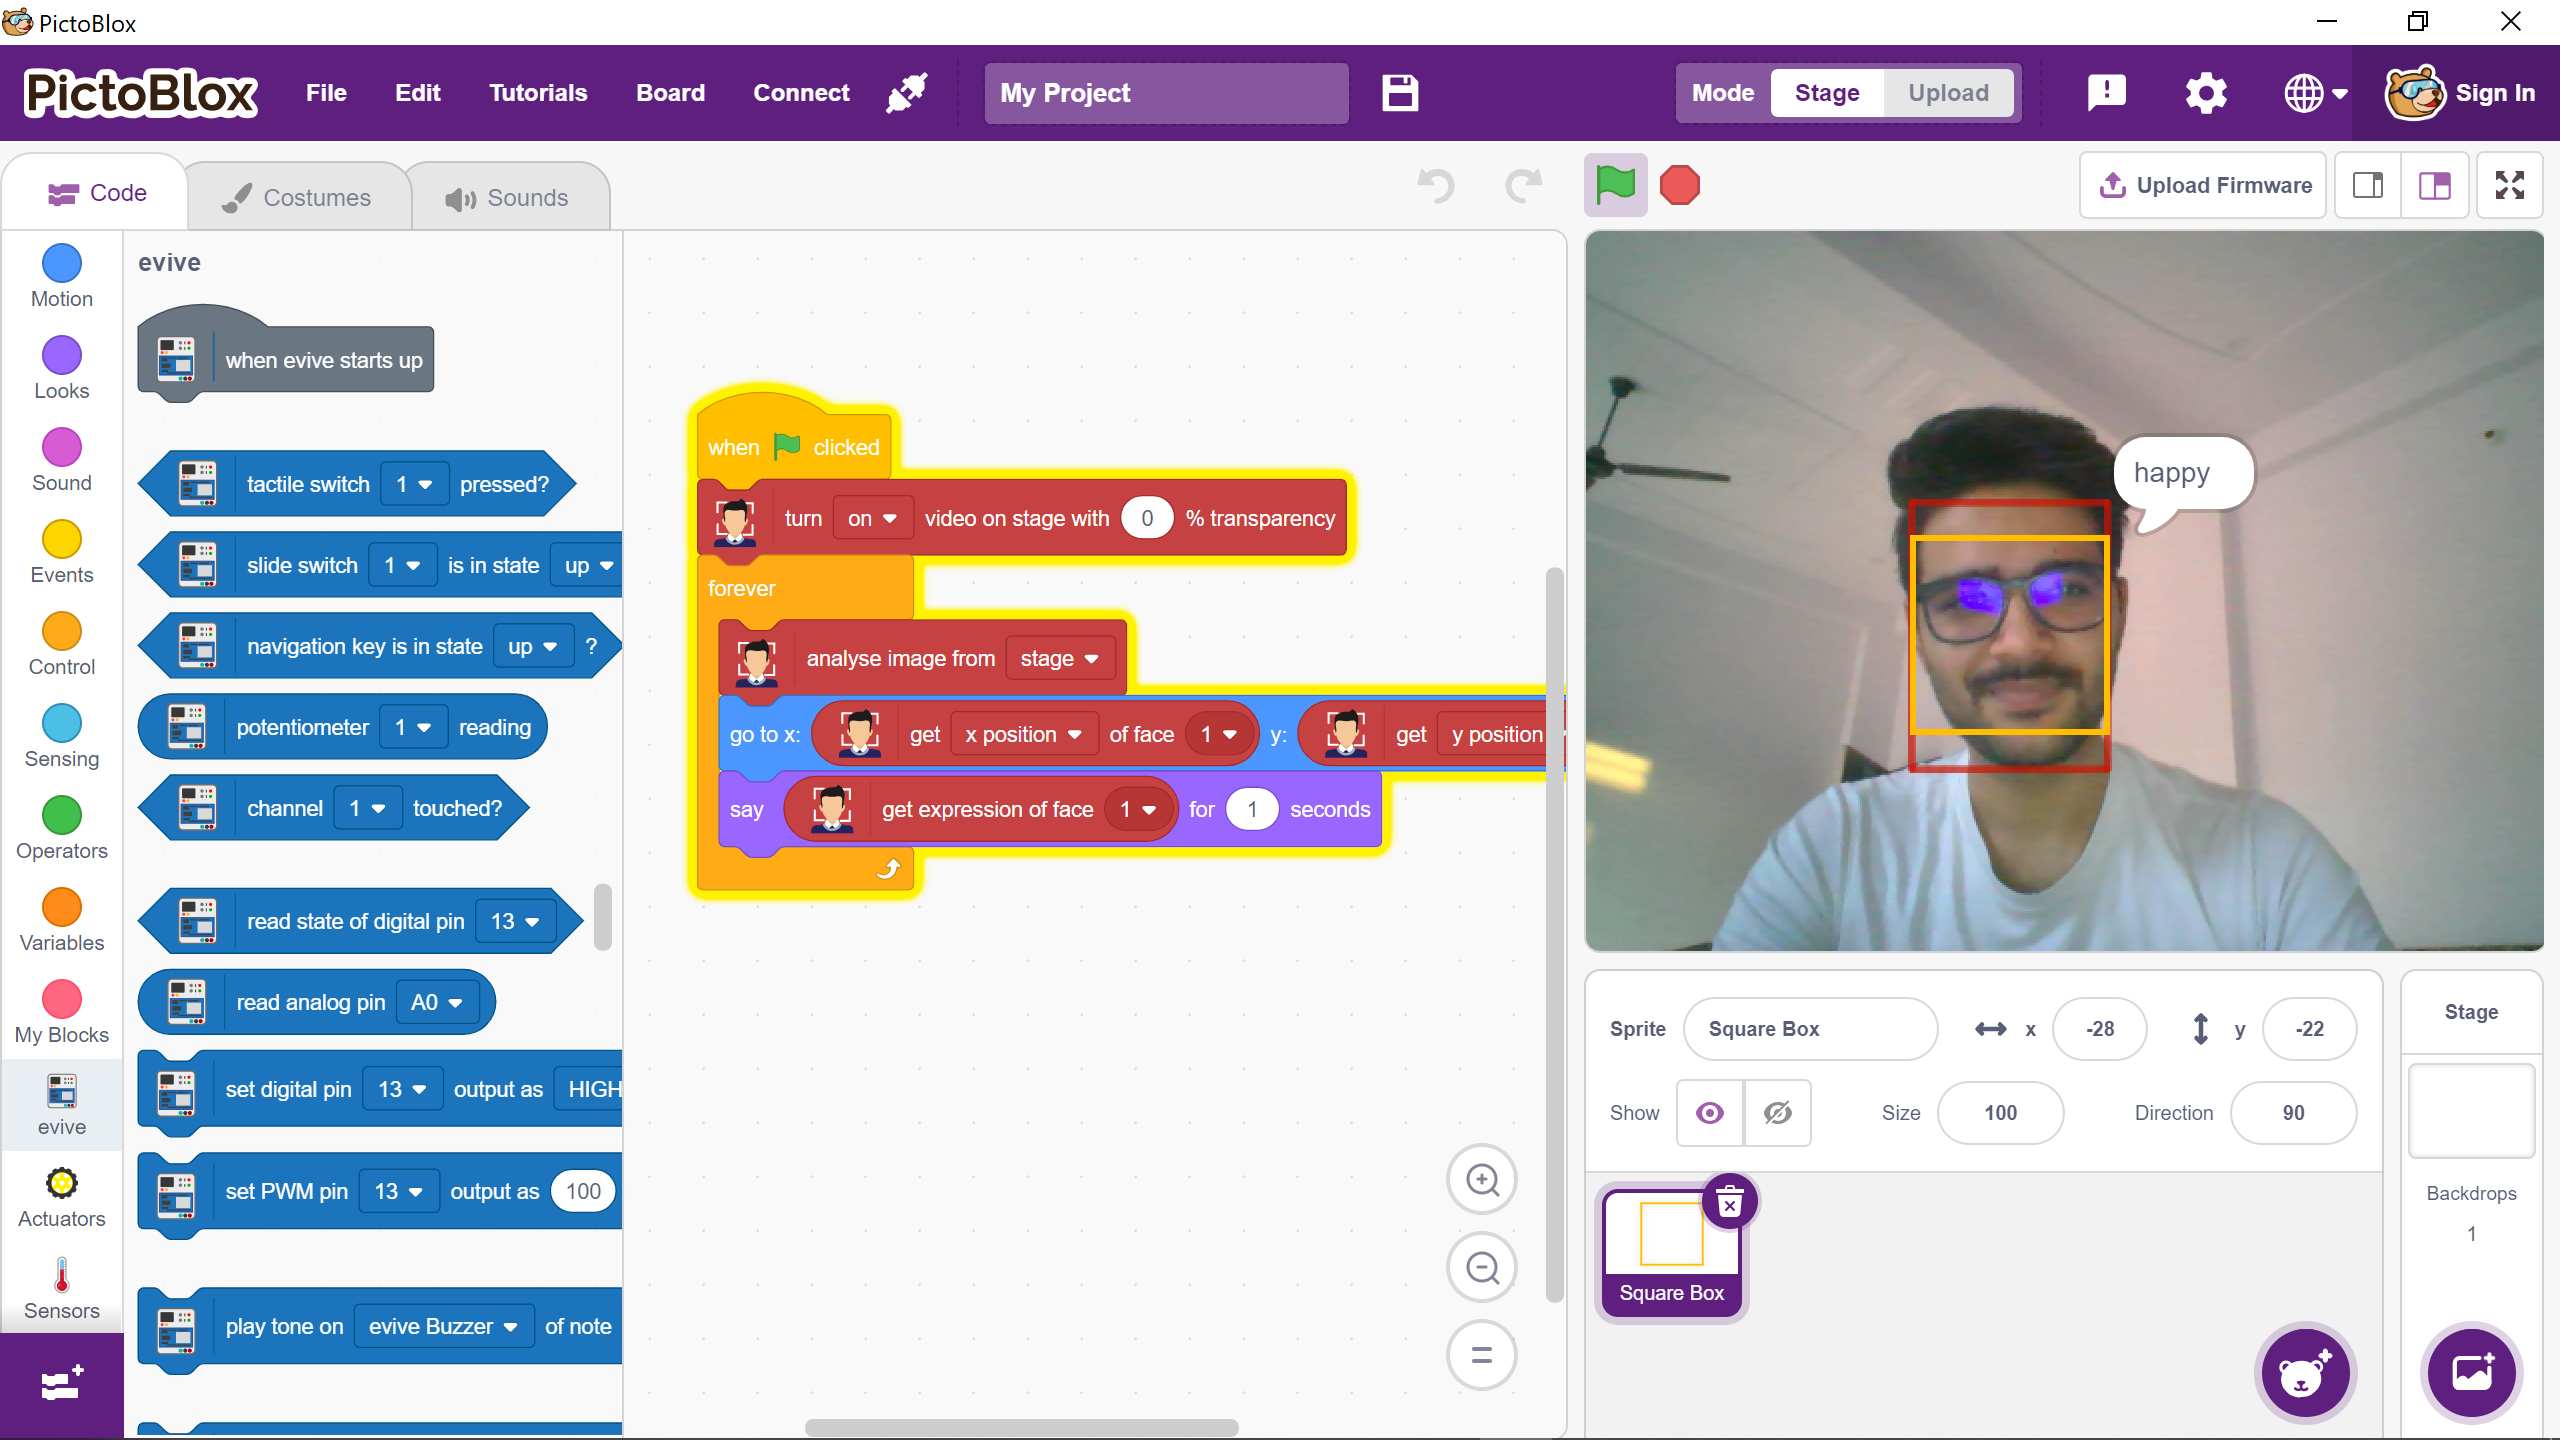 PictoBlox
PictoBlox File Edit Tutorials Board Connect My Project Mode Stage Upload Sign In
Code Costumes Sounds Upload Firmware
Motion
Looks
Sound
Events
Control
Sensing
Operators
Variables
My Blocks
evive
Actuators
Sensors
evive
when evive starts up
tactile switch 1 pressed?
slide switch 1 is in state up
navigation key is in state up ?
potentiometer 1 reading
channel 1 touched?
read state of digital pin 13
read analog pin A0
set digital pin 13 output as HIGH
set PWM pin 13 output as 100
play tone on evive Buzzer of note
when clicked
turn on video on stage with 0 % transparency
forever
analyse image from stage
go to x: get x position of face 1 y: get y position
say get expression of face 1 for 1 seconds
happy
Sprite Square Box x -28 y -22
Show Size 100 Direction 90
Square Box
Stage
Backdrops
1